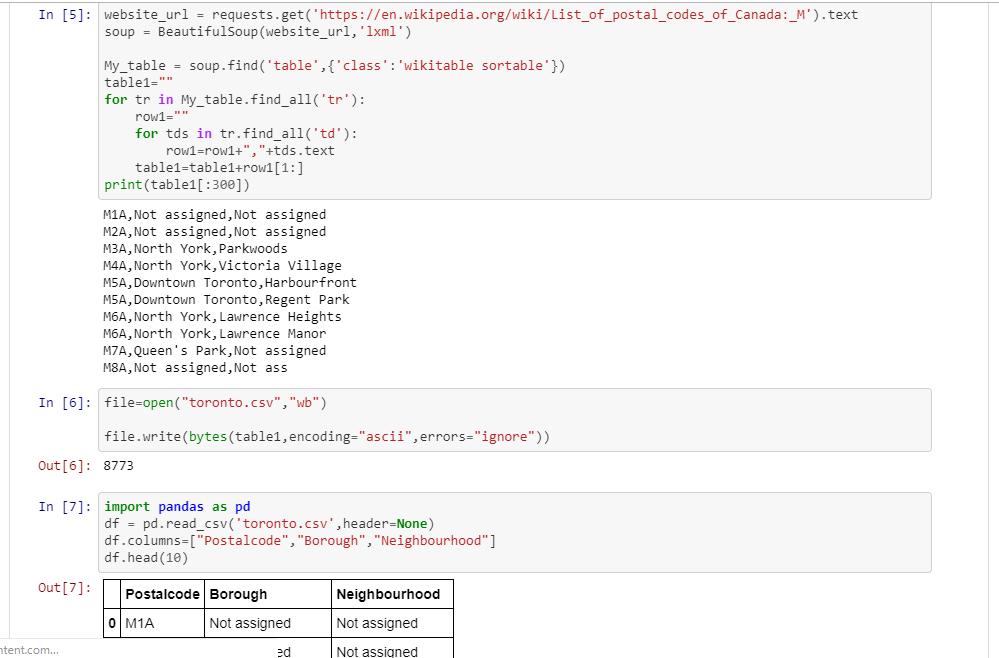 In [5]: website_url = requests.get('https://en.wikipedia.org/wiki/List_of_postal_codes_of_Canada:_M').text
soup = BeautifulSoup(website_url,'lxml')
My_table = soup.find('table',{'class':'wikitable sortable'})
table1=""
for tr in My_table.find_all('tr'):
    row1=""
    for tds in tr.find_all('td'):
        row1=row1+","+tds.text
    table1=table1+row1[1:]
print(table1[:300])
M1A,Not assigned,Not assigned
M2A,Not assigned,Not assigned
M3A,North York,Parkwoods
M4A,North York,Victoria Village
M5A,Downtown Toronto,Harbourfront
M5A,Downtown Toronto,Regent Park
M6A,North York,Lawrence Heights
M6A,North York,Lawrence Manor
M7A,Queen's Park,Not assigned
M8A,Not assigned,Not ass
In [6]: file=open("toronto.csv","wb")
file.write(bytes(table1,encoding="ascii",errors="ignore"))
Out[6]: 8773
In [7]: import pandas as pd
df = pd.read_csv('toronto.csv',header=None)
df.columns=["Postalcode","Borough","Neighbourhood"]
df.head(10)
Out[7]: Postalcode Borough Neighbourhood
0 M1A Not assigned Not assigned
ntent.com... ed Not assigned